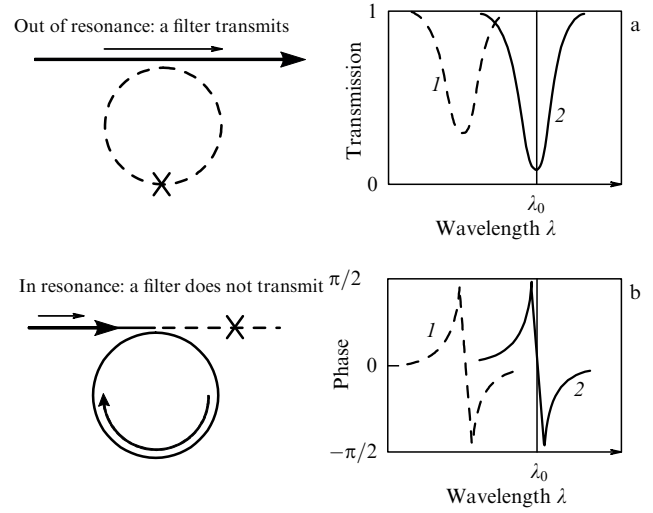 Out of resonance: a filter transmits
1
a
Transmission
1
2
0
λ₀
Wavelength λ
In resonance: a filter does not transmit
π/2
b
1
Phase
0
2
−π/2
λ₀
Wavelength λ